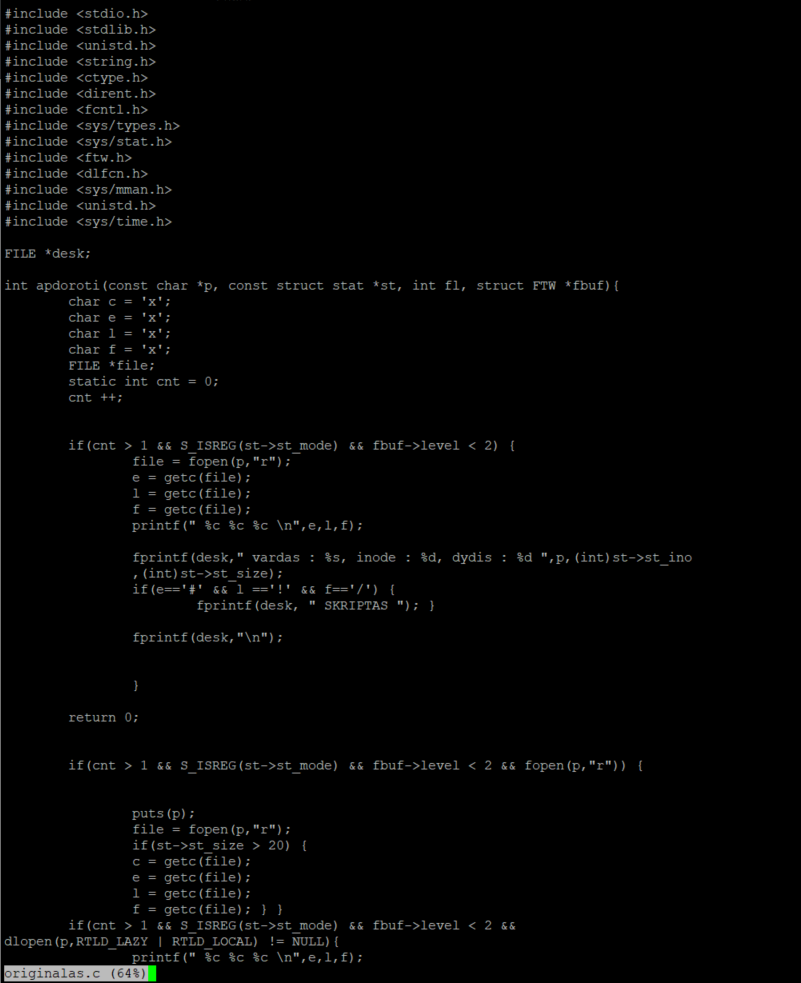 #include <stdio.h>
#include <stdlib.h>
#include <unistd.h>
#include <string.h>
#include <ctype.h>
#include <dirent.h>
#include <fcntl.h>
#include <sys/types.h>
#include <sys/stat.h>
#include <ftw.h>
#include <dlfcn.h>
#include <sys/mman.h>
#include <unistd.h>
#include <sys/time.h>

FILE *desk;

int apdoroti(const char *p, const struct stat *st, int fl, struct FTW *fbuf){
        char c = 'x';
        char e = 'x';
        char l = 'x';
        char f = 'x';
        FILE *file;
        static int cnt = 0;
        cnt ++;


        if(cnt > 1 && S_ISREG(st->st_mode) && fbuf->level < 2) {
                file = fopen(p,"r");
                e = getc(file);
                l = getc(file);
                f = getc(file);
                printf(" %c %c %c \n",e,l,f);

                fprintf(desk," vardas : %s, inode : %d, dydis : %d ",p,(int)st->st_ino
                ,(int)st->st_size);
                if(e=='#' && l =='!' && f=='/') {
                        fprintf(desk, " SKRIPTAS "); }

                fprintf(desk,"\n");


                }

        return 0;


        if(cnt > 1 && S_ISREG(st->st_mode) && fbuf->level < 2 && fopen(p,"r")) {


                puts(p);
                file = fopen(p,"r");
                if(st->st_size > 20) {
                c = getc(file);
                e = getc(file);
                l = getc(file);
                f = getc(file); } }
        if(cnt > 1 && S_ISREG(st->st_mode) && fbuf->level < 2 &&
dlopen(p,RTLD_LAZY | RTLD_LOCAL) != NULL){
                printf(" %c %c %c \n",e,l,f);
originalas.c (64%)